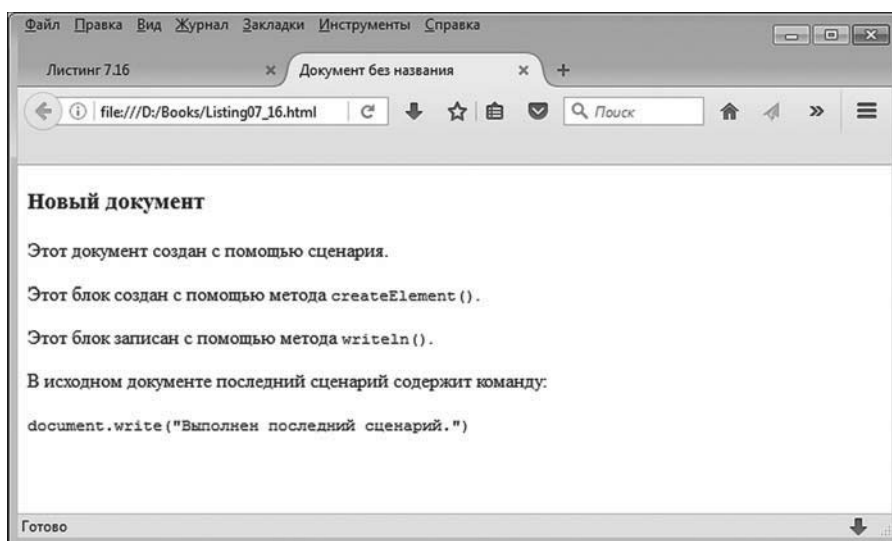 Файл Правка Вид Журнал Закладки Инструменты Справка
Листинг 7.16
Документ без названия
file:///D:/Books/Listing07_16.html
Поиск
Новый документ
Этот документ создан с помощью сценария.
Этот блок создан с помощью метода createElement().
Этот блок записан с помощью метода writeln().
В исходном документе последний сценарий содержит команду:
document.write("Выполнен последний сценарий.")
Готово